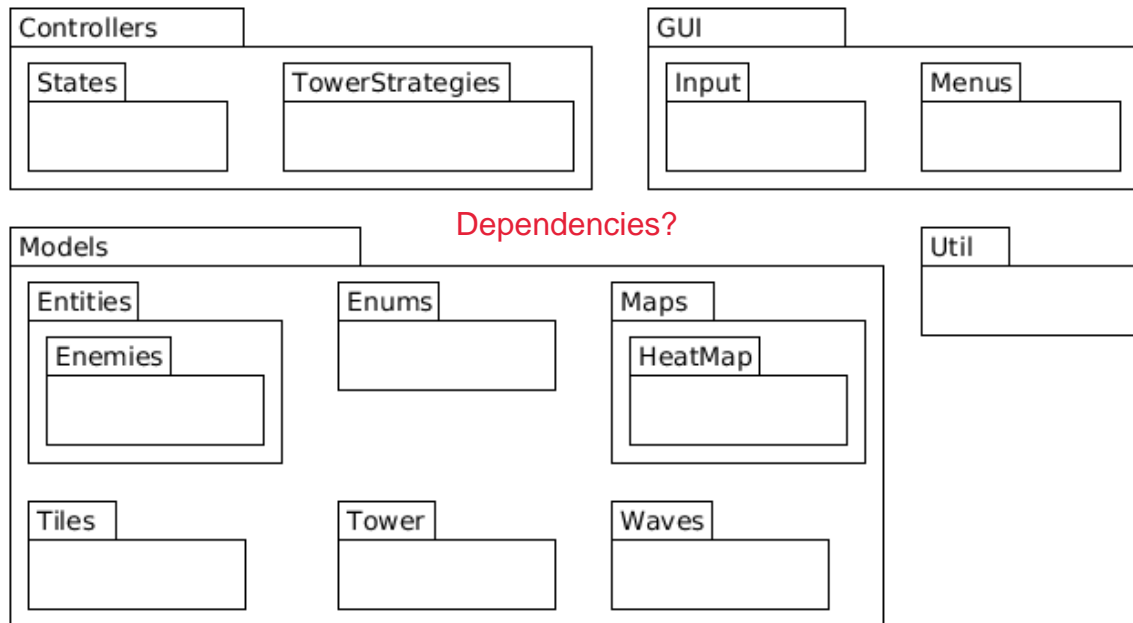 Controllers
GUI
States
TowerStrategies
Input
Menus
Dependencies?
Models
Util
Entities
Enums
Maps
Enemies
HeatMap
Tiles
Tower
Waves